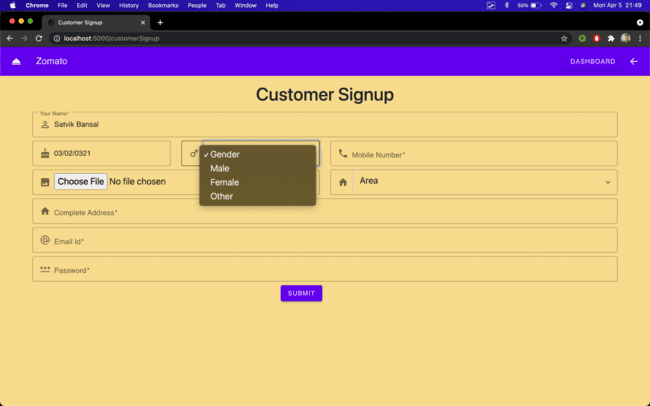 Chrome File Edit View History Bookmarks People Tab Window Help 55% Mon Apr 5 21:49
Customer Signup
localhost:5000/customerSignup
Zomato DASHBOARD
Customer Signup
Your Name*
Satvik Bansal
03/02/0321
Mobile Number*
Gender
Male
Female
Other
Choose File No file chosen
Area
Complete Address*
Email Id*
Password*
SUBMIT